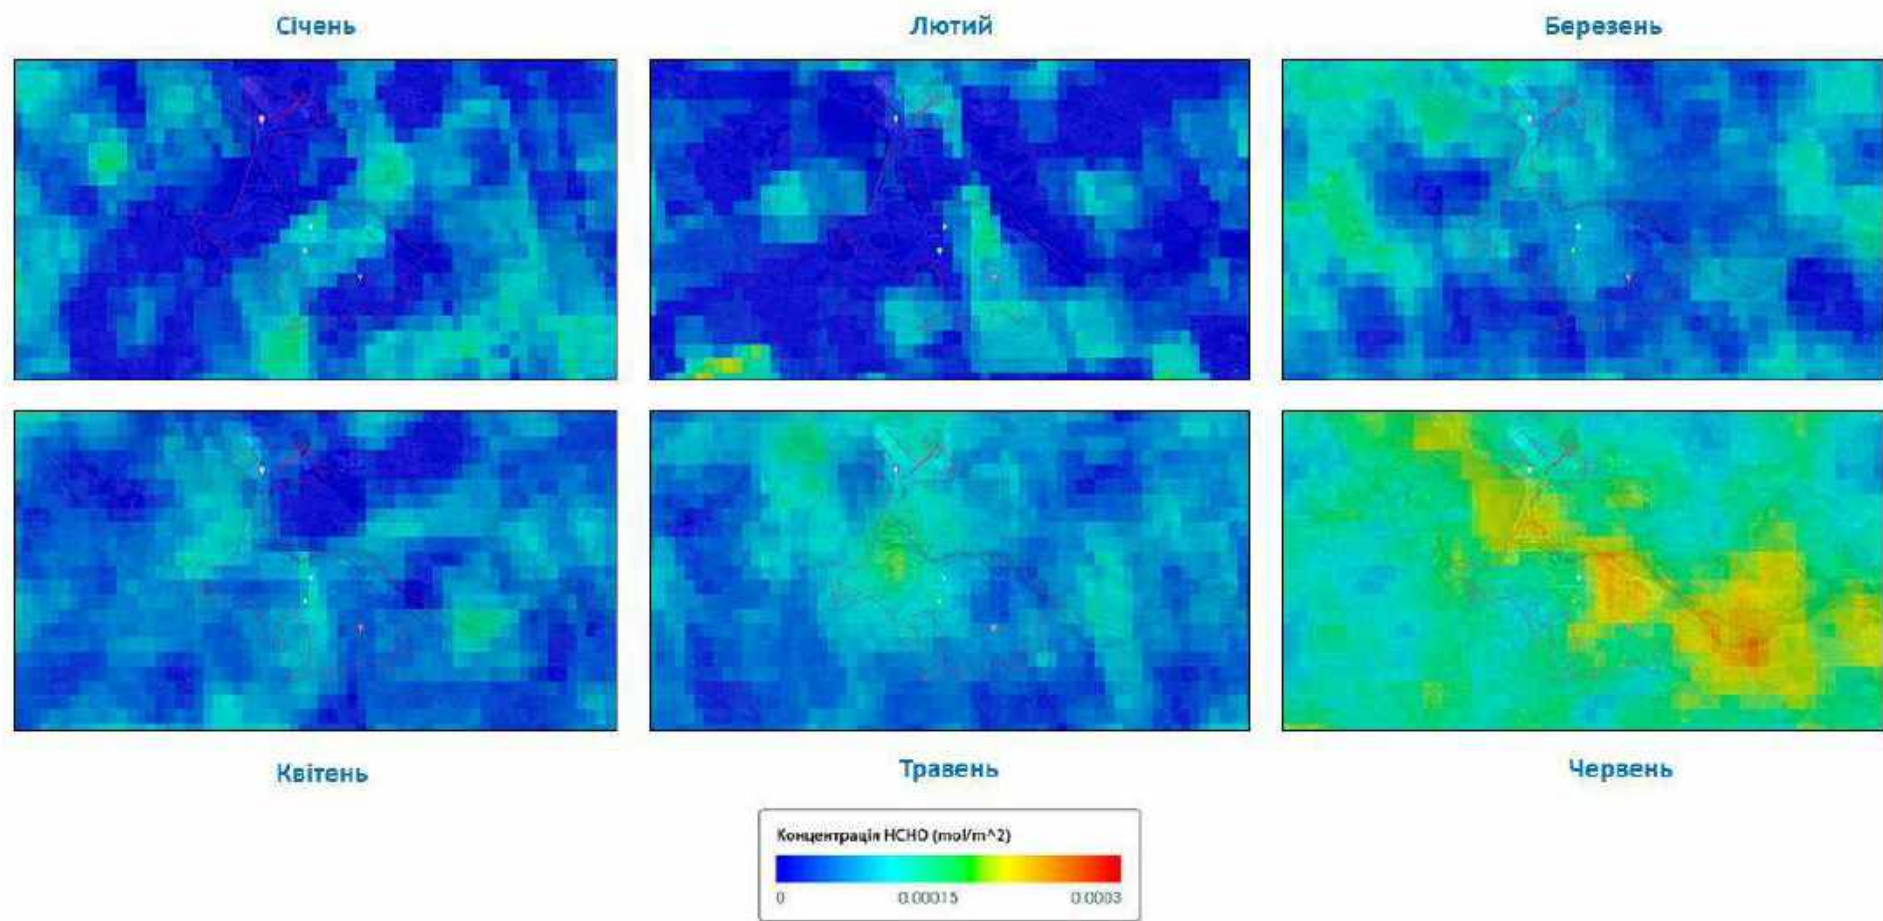 Січень
Лютий
Березень
Квітень
Травень
Червень
Концентрація HCHO (mol/m^2)
0
0.00015
0.0003